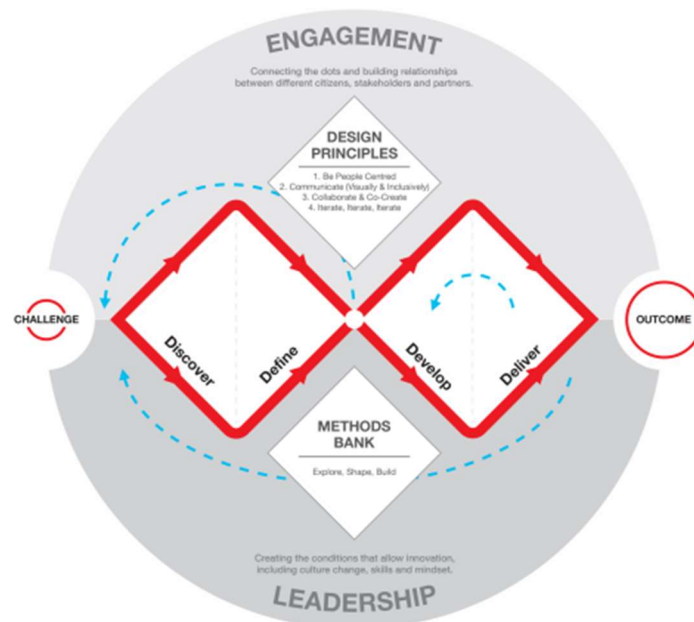 ENGAGEMENT
Connecting the dots and building relationships
between different citizens, stakeholders and partners.
DESIGN
PRINCIPLES
1. Be People Centred
2. Communicate (Visually & Inclusively)
3. Collaborate & Co-Create
4. Iterate, Iterate, Iterate
CHALLENGE
OUTCOME
Discover
Define
Develop
Deliver
METHODS
BANK
Explore, Shape, Build
Creating the conditions that allow innovation,
including culture change, skills and mindset.
LEADERSHIP